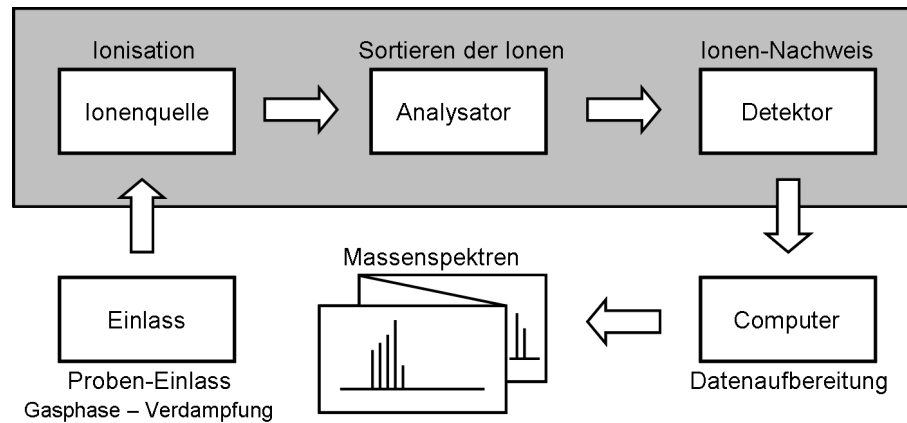 Ionisation
Sortieren der Ionen
Ionen-Nachweis
Ionenquelle
Analysator
Detektor
Massenspektren
Einlass
Computer
Proben-Einlass
Gasphase – Verdampfung
Datenaufbereitung